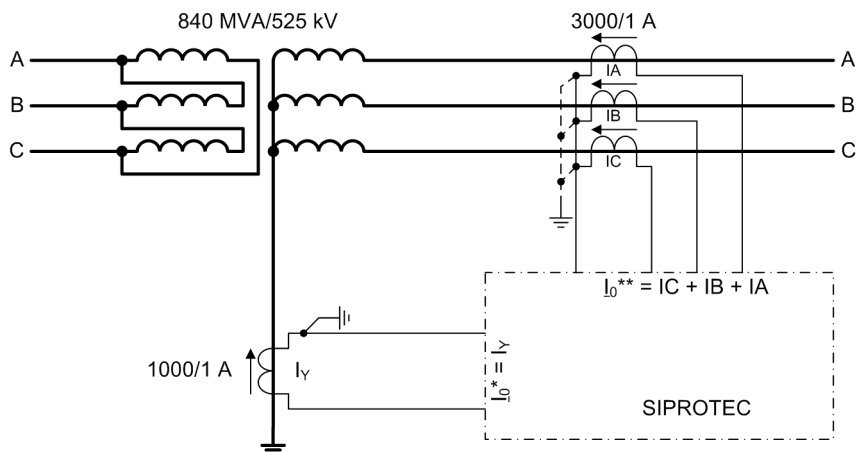 840 MVA/525 kV
3000/1 A
A
A
IA
B
B
IB
C
C
IC
I0** = IC + IB + IA
1000/1 A
IY
I0* = IY
SIPROTEC